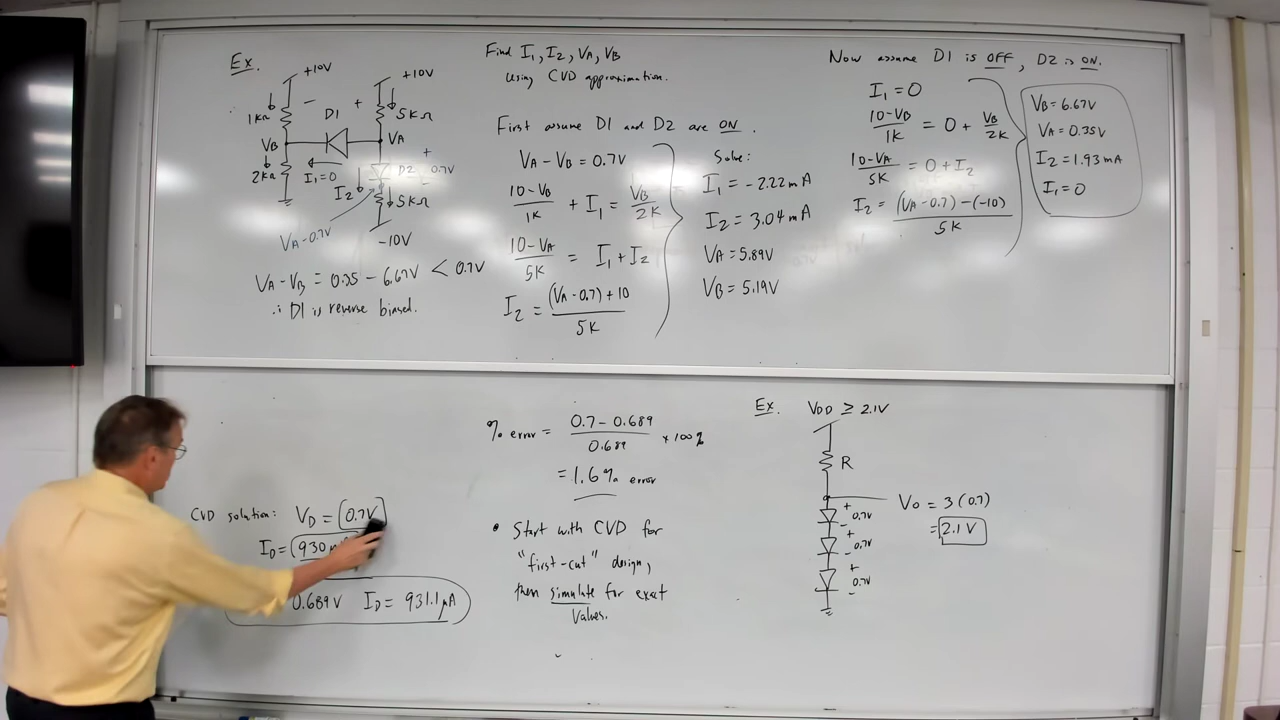 Ex.
+10V
+10V
1KΩ
-
D1
+
5KΩ
VB
VA
2KΩ
I1=0
+
D2 0.7V
-
I2
5KΩ
VA-0.7V
-10V
VA-VB = 0.35 - 6.67V < 0.7V
∴ D1 is reverse biased.
Find I1, I2, VA, VB
using CVD approximation.
First assume D1 and D2 are ON.
VA - VB = 0.7V
10-VB / 1K + I1 = VB / 2K
10-VA / 5K = I1 + I2
I2 = (VA-0.7)+10 / 5K
Solve:
I1 = -2.22mA
I2 = 3.04mA
VA = 5.89V
VB = 5.19V
Now assume D1 is OFF, D2 is ON.
I1 = 0
10-VB / 1K = 0 + VB / 2K
10-VA / 5K = 0 + I2
I2 = (VA-0.7)-(-10) / 5K
VB = 6.67V
VA = 0.35V
I2 = 1.93mA
I1 = 0
CVD solution: VD = 0.7V
ID = 930
0.689V ID = 931.1μA
% error = 0.7 - 0.689 / 0.689 × 100%
= 1.6% error
• Start with CVD for
"first-cut" design,
then simulate for exact
values.
Ex. VDD ≥ 2.1V
R
Vo = 3(0.7)
= 2.1V
+
0.7V
-
+
0.7V
-
+
0.7V
-